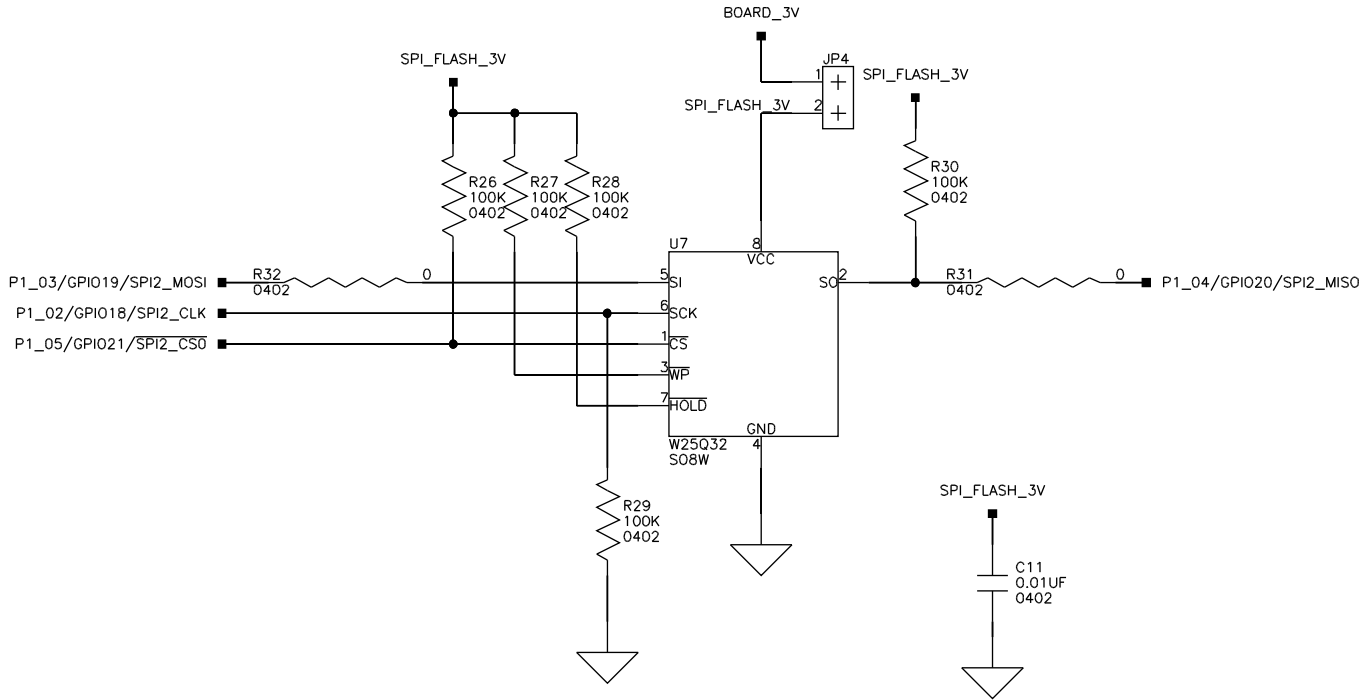 BOARD_3V
SPI_FLASH_3V
JP4
1
SPI_FLASH_3V
SPI_FLASH_3V
2
R26
100K
0402
R27
100K
0402
R28
100K
0402
R30
100K
0402
U7
8
VCC
P1_03/GPIO19/SPI2_MOSI
R32
0402
0
5
SI
SO
2
R31
0402
0
P1_04/GPIO20/SPI2_MISO
P1_02/GPIO18/SPI2_CLK
6
SCK
P1_05/GPIO21/SPI2_CS0
1
CS
3
WP
7
HOLD
GND
4
W25Q32
SO8W
R29
100K
0402
SPI_FLASH_3V
C11
0.01UF
0402